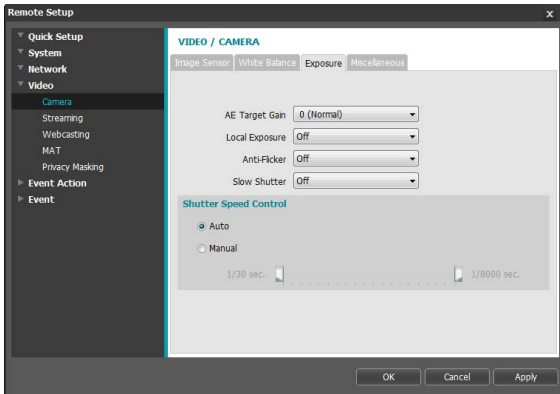 Remote Setup
x
Quick Setup
System
Network
Video
Camera
Streaming
Webcasting
MAT
Privacy Masking
Event Action
Event
VIDEO / CAMERA
Image Sensor White Balance Exposure Miscellaneous
AE Target Gain 0 (Normal)
Local Exposure Off
Anti-Flicker Off
Slow Shutter Off
Shutter Speed Control
Auto
Manual
1/30 sec. 1/8000 sec.
OK Cancel Apply